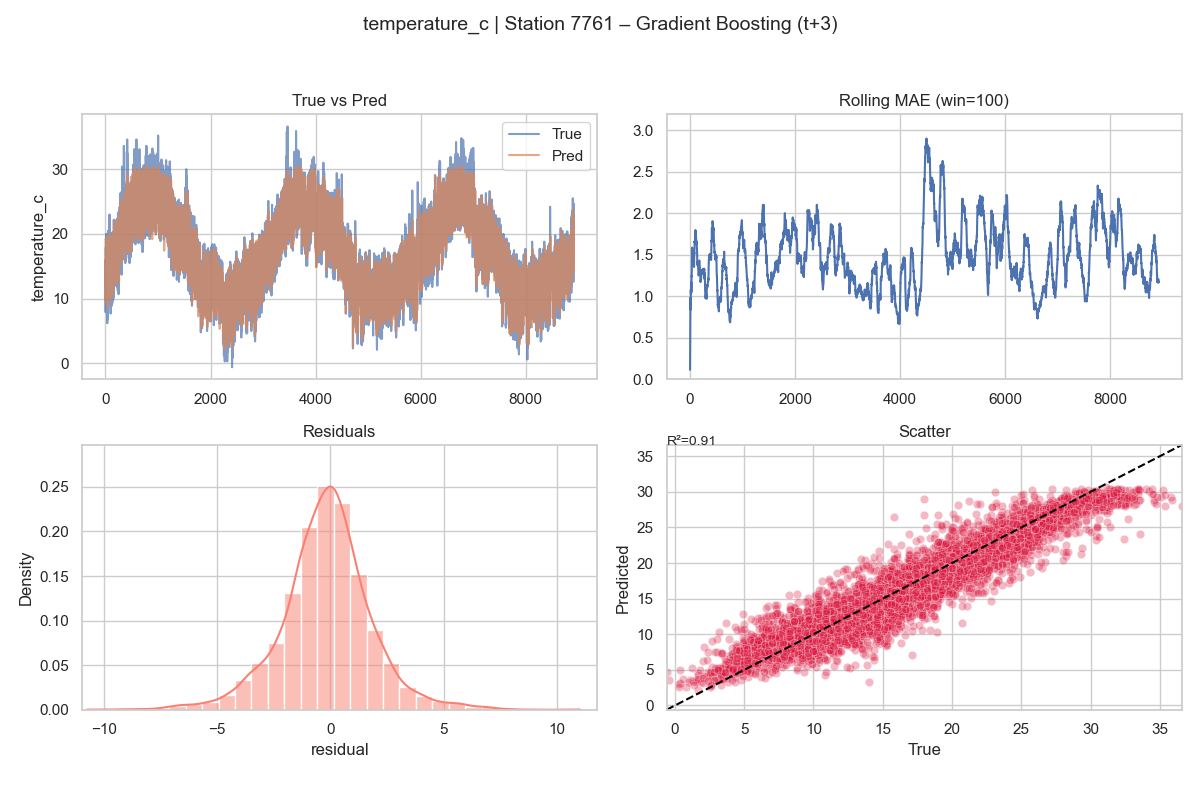 temperature_c | Station 7761 – Gradient Boosting (t+3)
True vs Pred
temperature_c
30
20
10
0
0 2000 4000 6000 8000
True
Pred
Rolling MAE (win=100)
3.0
2.5
2.0
1.5
1.0
0.5
0.0
0 2000 4000 6000 8000
Residuals
Density
0.25
0.20
0.15
0.10
0.05
0.00
−10 −5 0 5 10
residual
Scatter
R²=0.91
Predicted
35
30
25
20
15
10
5
0
0 5 10 15 20 25 30 35
True